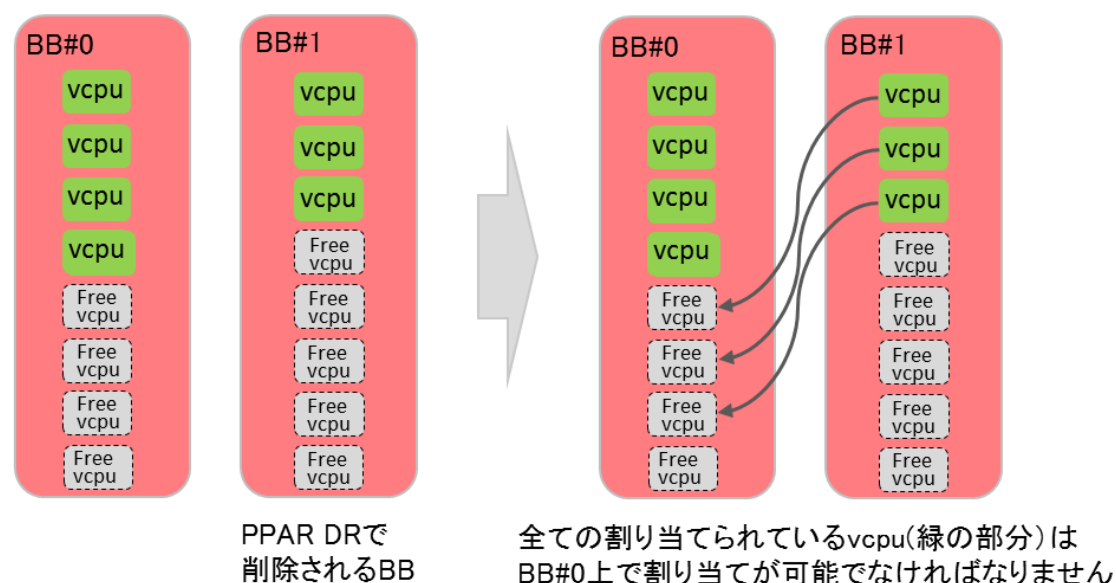 BB#0
vcpu
vcpu
vcpu
vcpu
Free
vcpu
Free
vcpu
Free
vcpu
Free
vcpu
BB#1
vcpu
vcpu
vcpu
Free
vcpu
Free
vcpu
Free
vcpu
Free
vcpu
Free
vcpu
PPAR DRで
削除されるBB
BB#0
vcpu
vcpu
vcpu
vcpu
Free
vcpu
Free
vcpu
Free
vcpu
Free
vcpu
BB#1
vcpu
vcpu
vcpu
Free
vcpu
Free
vcpu
Free
vcpu
Free
vcpu
Free
vcpu
全ての割り当てられているvcpu(緑の部分)は
BB#0上で割り当てが可能でなければなりません